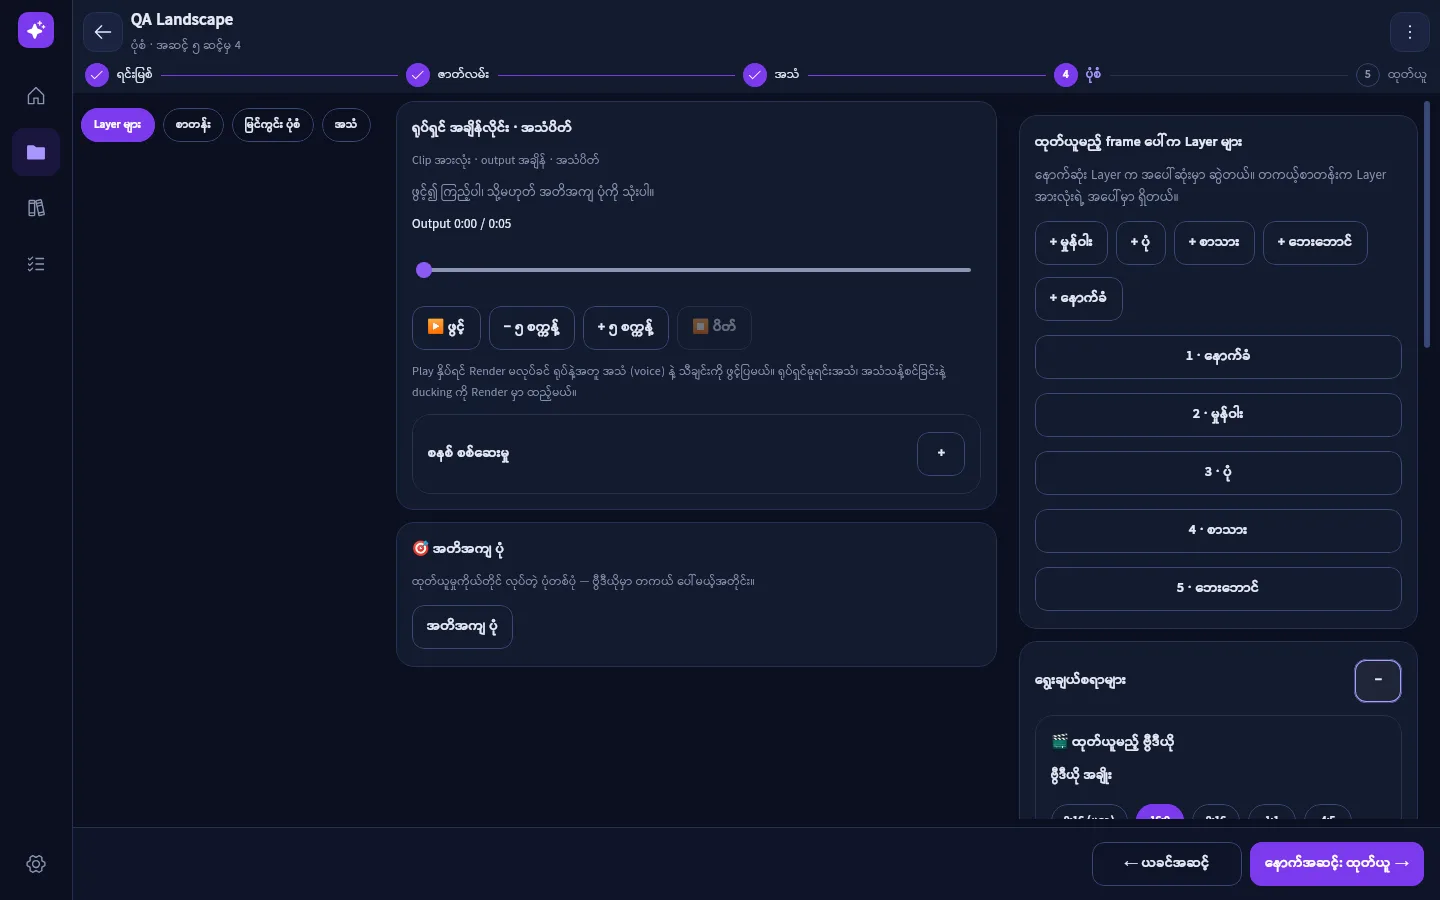 QA Landscape
ပုံစံ · အဆင့် ၅ ဆင့်မှ 4
ရင်းမြစ်
ဇာတ်လမ်း
အသံ
4 ပုံစံ
5 ထုတ်ယူ
Layer များ
စာတန်း
မြင်ကွင်း ပုံစံ
အသံ
ရုပ်ရှင် အချိန်လိုင်း · အသံပိတ်
Clip အားလုံး · output အချိန် · အသံပိတ်
ဖွင့်၍ ကြည့်ပါ၊ သို့မဟုတ် အတိအကျ ပုံကို သုံးပါ။
Output 0:00 / 0:05
▶ ဖွင့်
− ၅ စက္ကန့်
+ ၅ စက္ကန့်
⏹ ပိတ်
Play နှိပ်ရင် Render မလုပ်ခင် ရုပ်နဲ့အတူ အသံ (voice) နဲ့ သီချင်းကို ဖွင့်ပြမယ်။ ရုပ်ရှင်မူရင်းအသံ၊ အသံသန့်စင်ခြင်းနဲ့
ducking ကို Render မှာ ထည့်မယ်။
စနစ် စစ်ဆေးမှု
+
🎯 အတိအကျ ပုံ
ထုတ်ယူမှုကိုယ်တိုင် လုပ်တဲ့ ပုံတစ်ပုံ — ဗွီဒီယိုမှာ တကယ် ပေါ်မယ့်အတိုင်း။
အတိအကျ ပုံ
ထုတ်ယူမည့် frame ပေါ်က Layer များ
နောက်ဆုံး Layer က အပေါ်ဆုံးမှာ ဆွဲတယ်။ တကယ့်စာတန်းက Layer
အားလုံးရဲ့ အပေါ်မှာ ရှိတယ်။
+ မှုန်ဝါး
+ ပုံ
+ စာသား
+ ဘေးဘောင်
+ နောက်ခံ
1 · နောက်ခံ
2 · မှုန်ဝါး
3 · ပုံ
4 · စာသား
5 · ဘေးဘောင်
ရွေးချယ်စရာများ
−
🎬 ထုတ်ယူမည့် ဗွီဒီယို
ဗွီဒီယို အချိုး
← ယခင်အဆင့်
နောက်အဆင့်: ထုတ်ယူ →